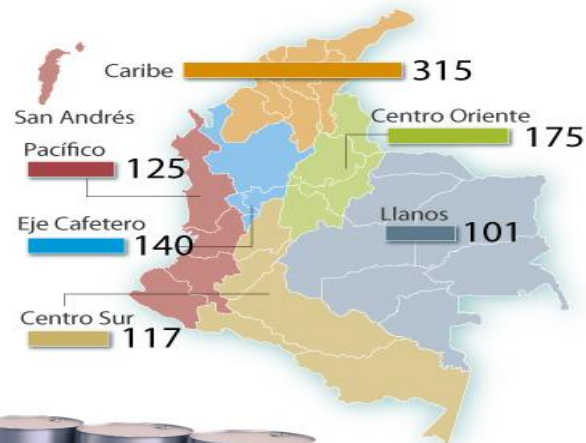 Caribe 315
San Andrés
Centro Oriente
175
Pacífico
125
Llanos
101
Eje Cafetero
140
Centro Sur
117